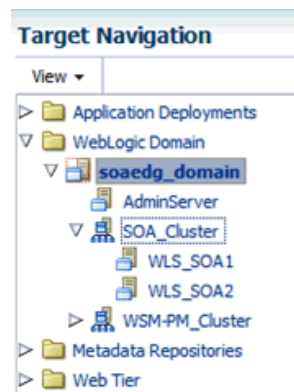 Target Navigation
View
Application Deployments
WebLogic Domain
soaedg_domain
AdminServer
SOA_Cluster
WLS_SOA1
WLS_SOA2
WSM-PM_Cluster
Metadata Repositories
Web Tier